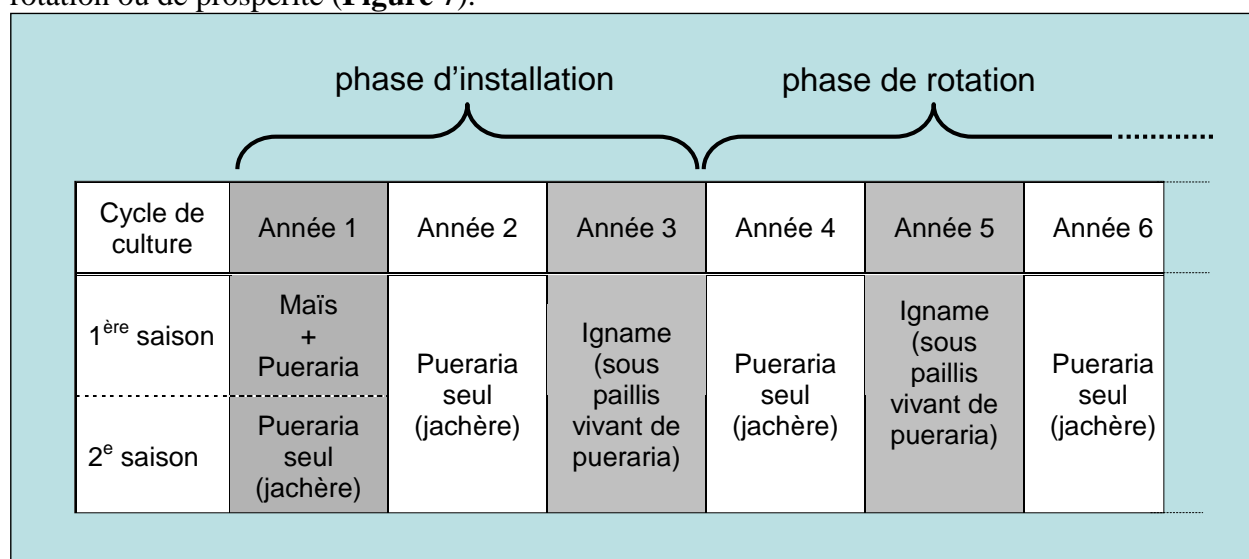 rotation ou de prospérité (Figure 7).
phase d'installation
phase de rotation
Cycle de
culture
Année 1
Année 2
Année 3
Année 4
Année 5
Année 6
1ère saison
Maïs
+
Pueraria
Pueraria
seul
(jachère)
Igname
(sous
paillis
vivant de
pueraria)
Pueraria
seul
(jachère)
Igname
(sous
paillis
vivant de
pueraria)
Pueraria
seul
(jachère)
2e saison
Pueraria
seul
(jachère)